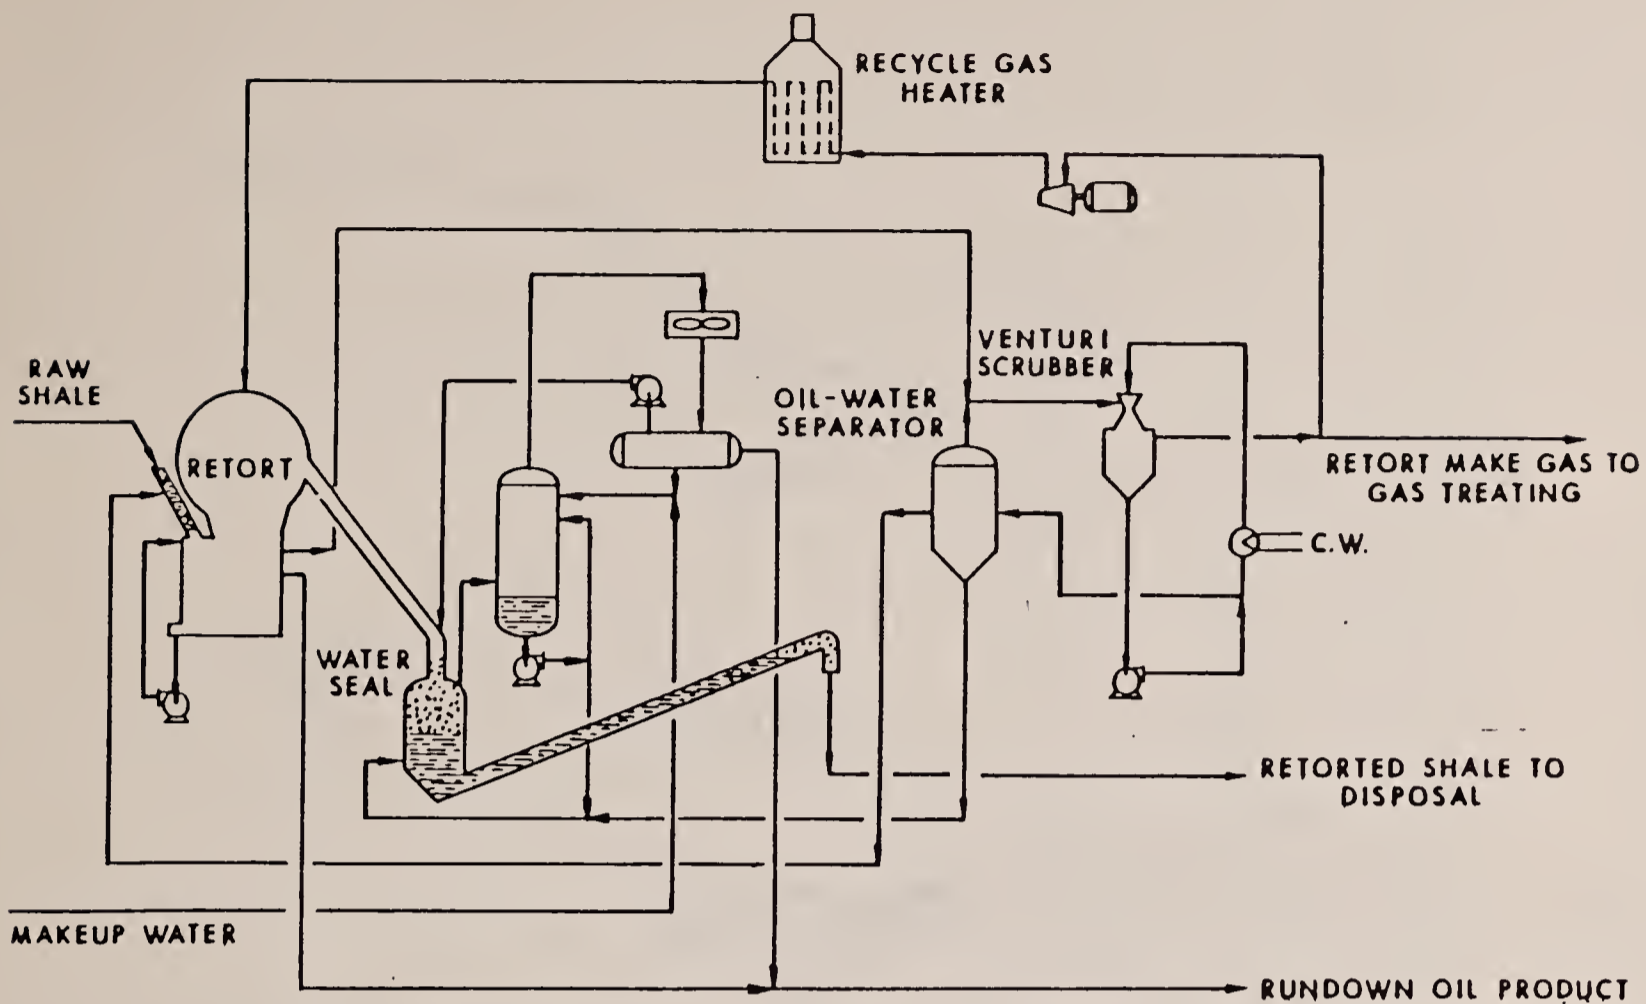 RECYCLE GAS
HEATER
RAW
SHALE
RETORT
VENTURI
SCRUBBER
OIL-WATER
SEPARATOR
RETORT MAKE GAS TO
GAS TREATING
C.W.
WATER
SEAL
RETORTED SHALE TO
DISPOSAL
MAKEUP WATER
RUNDOWN OIL PRODUCT